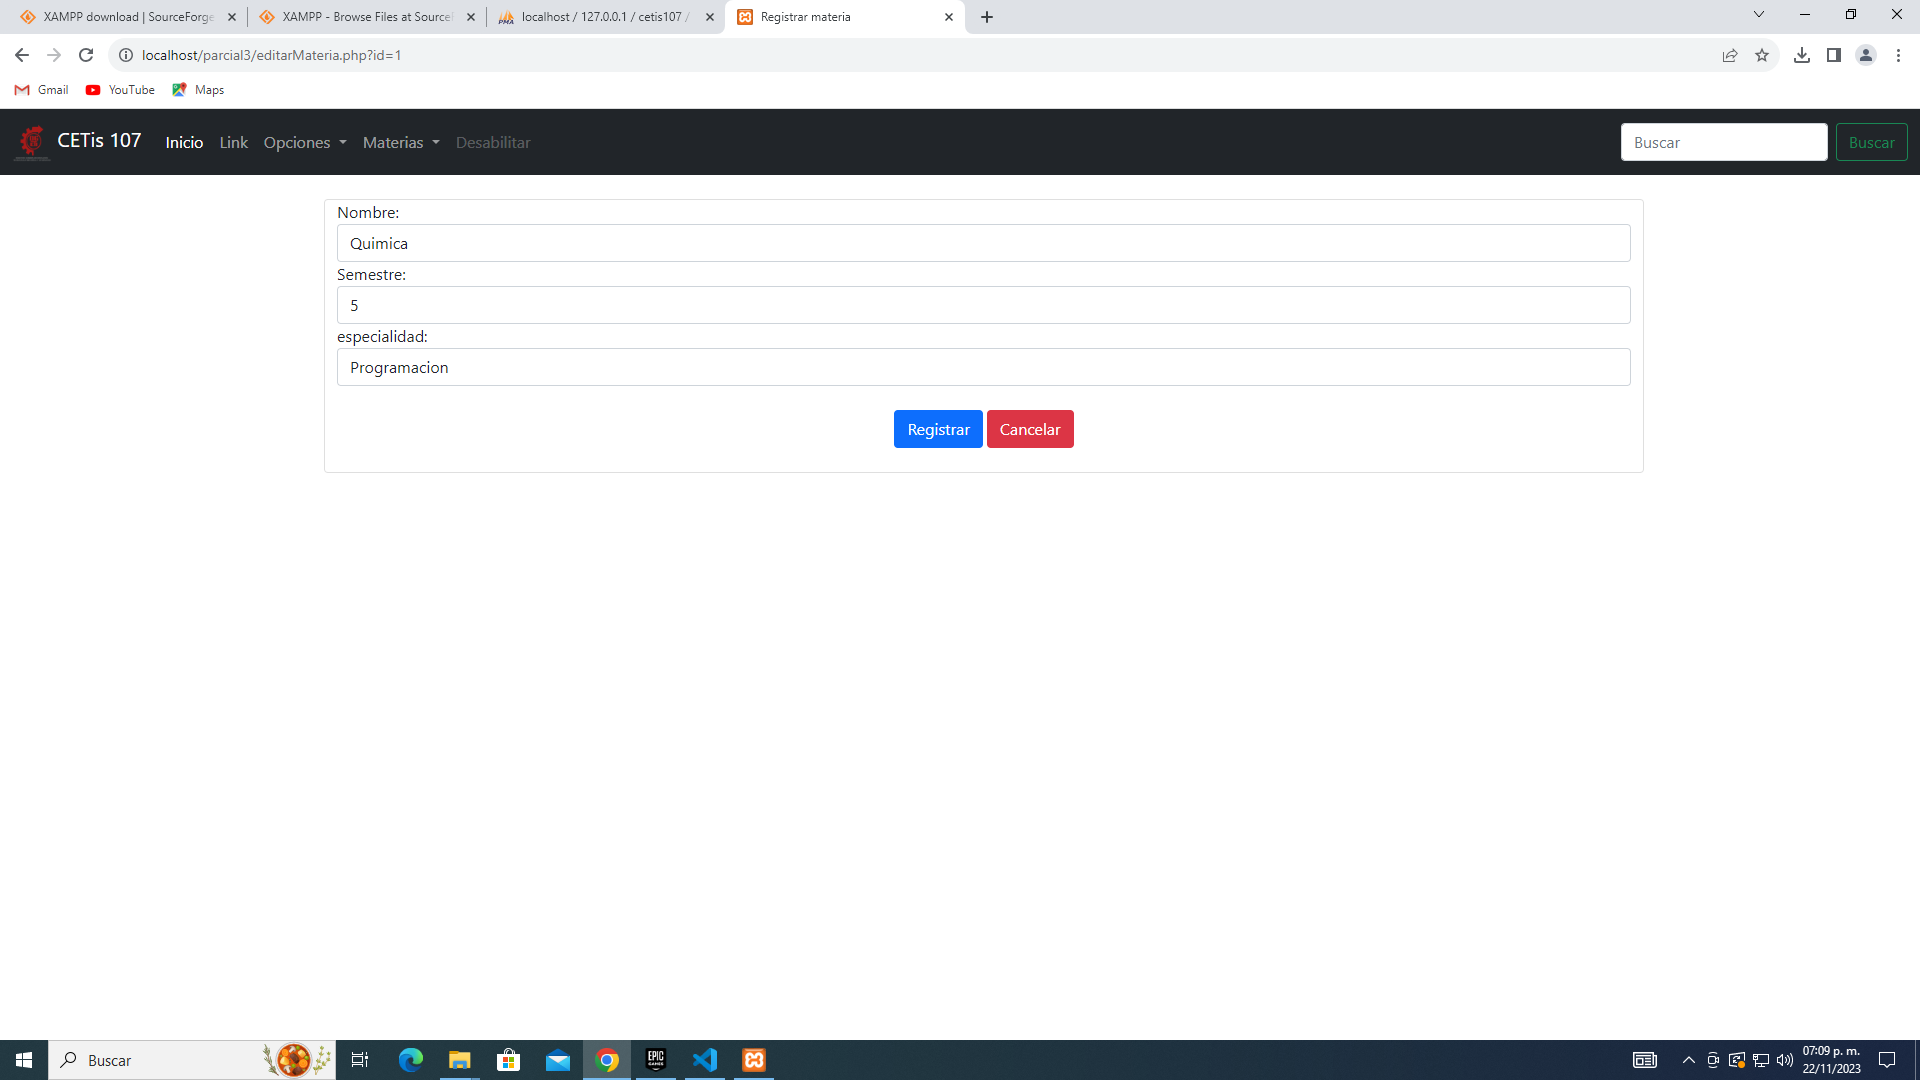 XAMPP download | SourceForge
XAMPP - Browse Files at Source
localhost / 127.0.0.1 / cetis107 /
Registrar materia
localhost/parcial3/editarMateria.php?id=1
Gmail YouTube Maps
CETis 107 Inicio Link Opciones Materias Desabilitar Buscar Buscar
Nombre:
Quimica
Semestre:
5
especialidad:
Programacion
Registrar Cancelar
Buscar
EPIC
GAMES
07:09 p. m.
22/11/2023